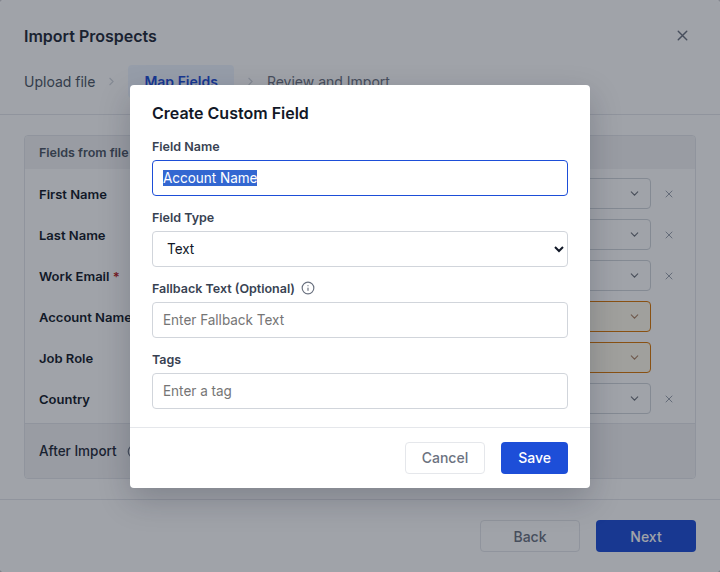 Import Prospects
Upload file
Map Fields
Review and Import
Create Custom Field
Field Name
Account Name
Field Type
Text
Fallback Text (Optional)
Enter Fallback Text
Tags
Enter a tag
Cancel
Save
Fields from file
First Name
Last Name
Work Email *
Account Name
Job Role
Country
After Import
Back
Next